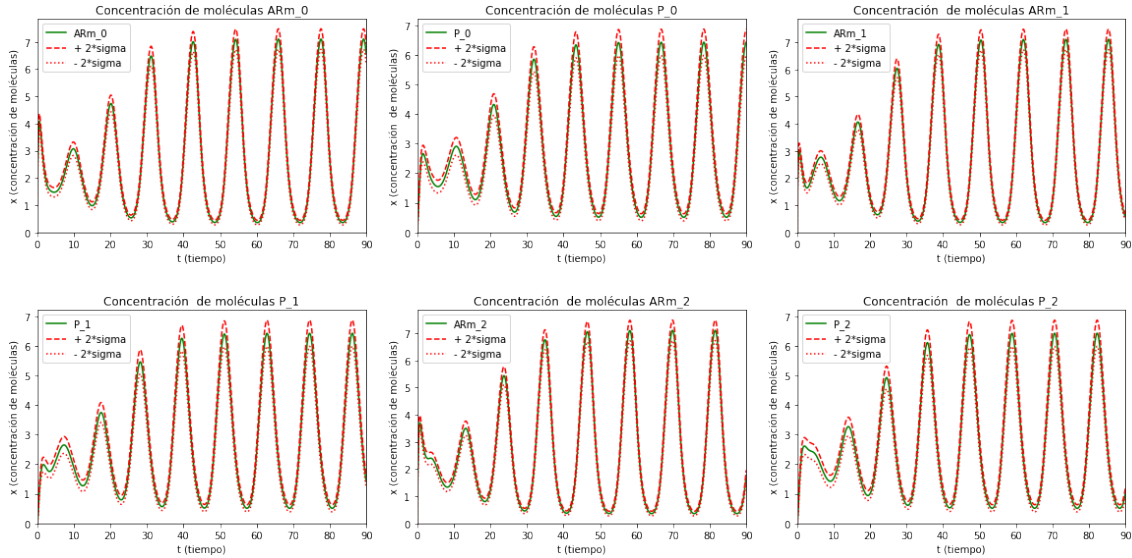 Concentración de moléculas ARm_0
x (concentración de moléculas)
7
6
5
4
3
2
1
0
ARm_0
+ 2*sigma
- 2*sigma
0 10 20 30 40 50 60 70 80 90
t (tiempo)
Concentración de moléculas P_0
x (concentración  de moléculas)
7
6
5
4
3
2
1
0
P_0
+ 2*sigma
- 2*sigma
0 10 20 30 40 50 60 70 80 90
t (tiempo)
Concentración de moléculas ARm_1
x (concentración  de moléculas)
7
6
5
4
3
2
1
0
ARm_1
+ 2*sigma
- 2*sigma
0 10 20 30 40 50 60 70 80 90
t (tiempo)
Concentración  de moléculas P_1
x (concentración de moléculas)
7
6
5
4
3
2
1
0
P_1
+ 2*sigma
- 2*sigma
0 10 20 30 40 50 60 70 80 90
t (tiempo)
Concentración  de moléculas ARm_2
x (concentración de moléculas)
7
6
5
4
3
2
1
0
ARm_2
+ 2*sigma
- 2*sigma
0 10 20 30 40 50 60 70 80 90
t (tiempo)
Concentración  de moléculas P_2
x (concentración de moléculas)
7
6
5
4
3
2
1
0
P_2
+ 2*sigma
- 2*sigma
0 10 20 30 40 50 60 70 80 90
t (tiempo)